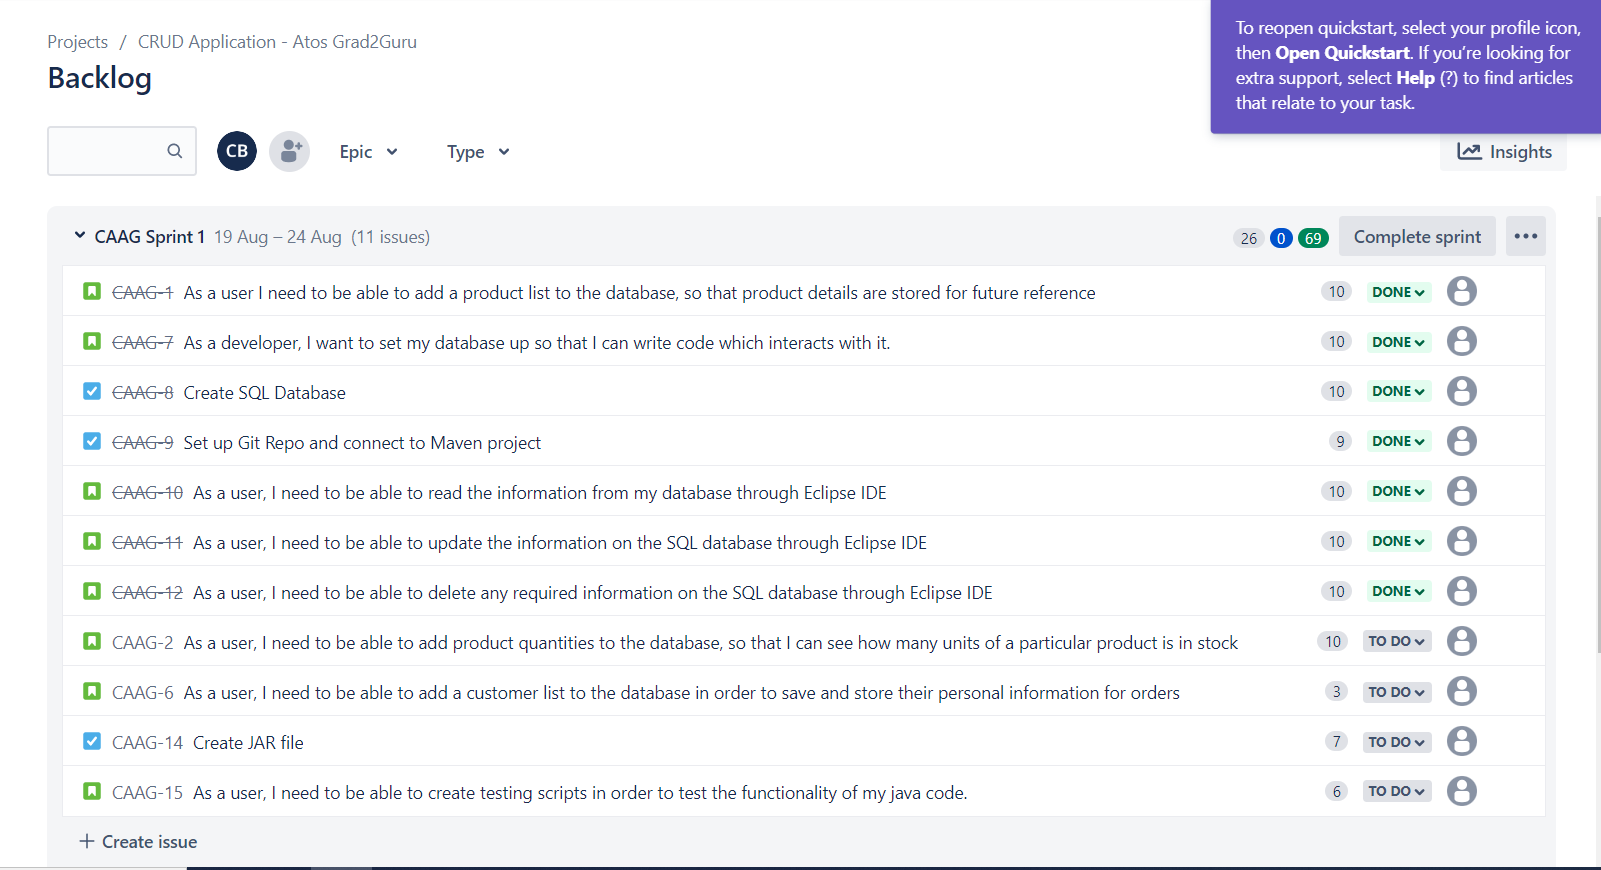 Projects / CRUD Application - Atos Grad2Guru
Backlog
To reopen quickstart, select your profile icon,
then Open Quickstart. If you’re looking for
extra support, select Help (?) to find articles
that relate to your task.
CB Epic Type Insights
CAAG Sprint 1 19 Aug – 24 Aug (11 issues) 26 0 69 Complete sprint
CAAG-1 As a user I need to be able to add a product list to the database, so that product details are stored for future reference 10 DONE
CAAG-7 As a developer, I want to set my database up so that I can write code which interacts with it. 10 DONE
CAAG-8 Create SQL Database 10 DONE
CAAG-9 Set up Git Repo and connect to Maven project 9 DONE
CAAG-10 As a user, I need to be able to read the information from my database through Eclipse IDE 10 DONE
CAAG-11 As a user, I need to be able to update the information on the SQL database through Eclipse IDE 10 DONE
CAAG-12 As a user, I need to be able to delete any required information on the SQL database through Eclipse IDE 10 DONE
CAAG-2 As a user, I need to be able to add product quantities to the database, so that I can see how many units of a particular product is in stock 10 TO DO
CAAG-6 As a user, I need to be able to add a customer list to the database in order to save and store their personal information for orders 3 TO DO
CAAG-14 Create JAR file 7 TO DO
CAAG-15 As a user, I need to be able to create testing scripts in order to test the functionality of my java code. 6 TO DO
+ Create issue